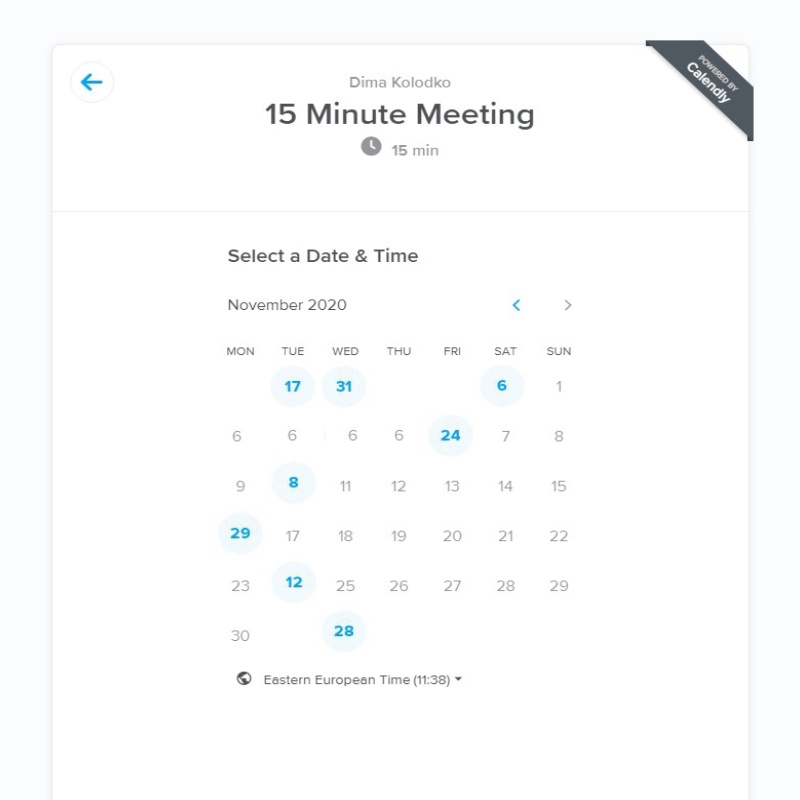 Dima Kolodko
POWERED BY
Calendly
15 Minute Meeting
15 min
Select a Date & Time
November 2020
MON TUE WED THU FRI SAT SUN
17 31 6 1
6 6 6 6 24 7 8
9 8 11 12 13 14 15
29 17 18 19 20 21 22
23 12 25 26 27 28 29
30 28
Eastern European Time (11:38)